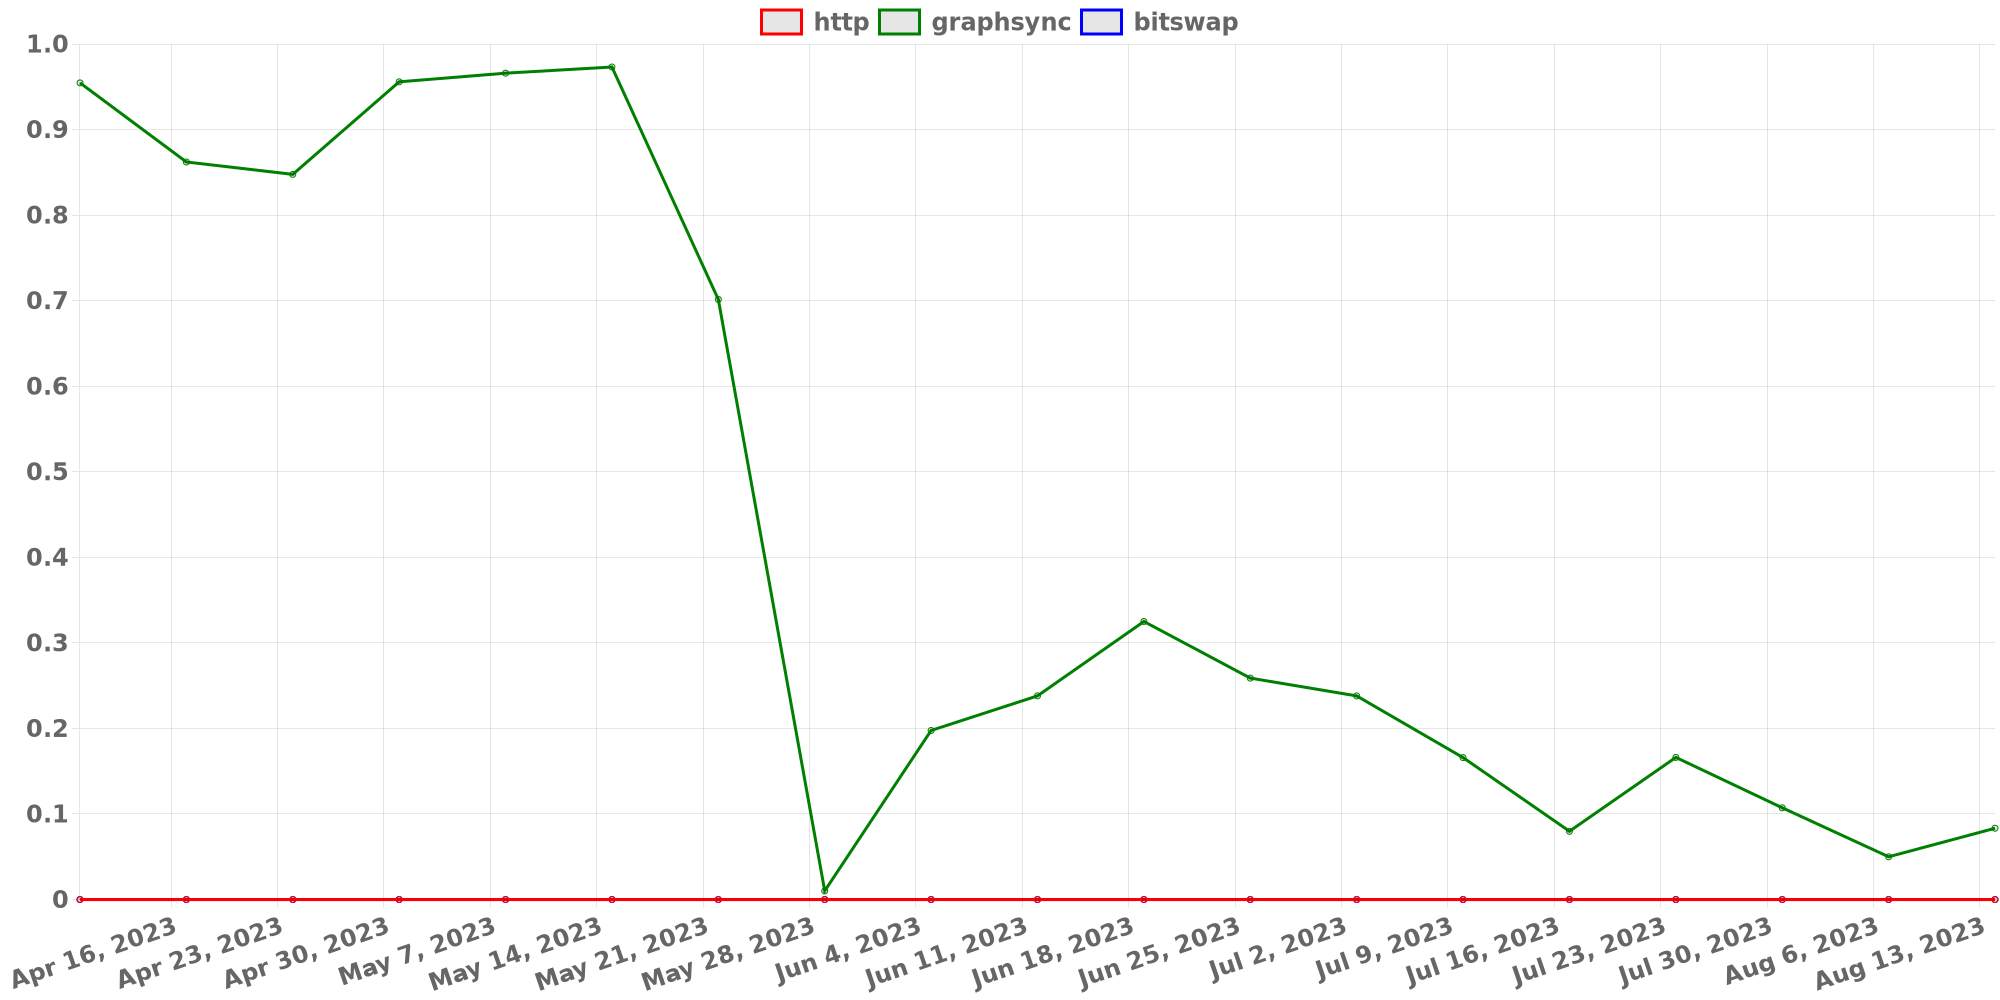 http graphsync bitswap
1.0
0.9
0.8
0.7
0.6
0.5
0.4
0.3
0.2
0.1
0
Apr 16, 2023
Apr 23, 2023
Apr 30, 2023
May 7, 2023
May 14, 2023
May 21, 2023
May 28, 2023
Jun 4, 2023
Jun 11, 2023
Jun 18, 2023
Jun 25, 2023
Jul 2, 2023
Jul 9, 2023
Jul 16, 2023
Jul 23, 2023
Jul 30, 2023
Aug 6, 2023
Aug 13, 2023